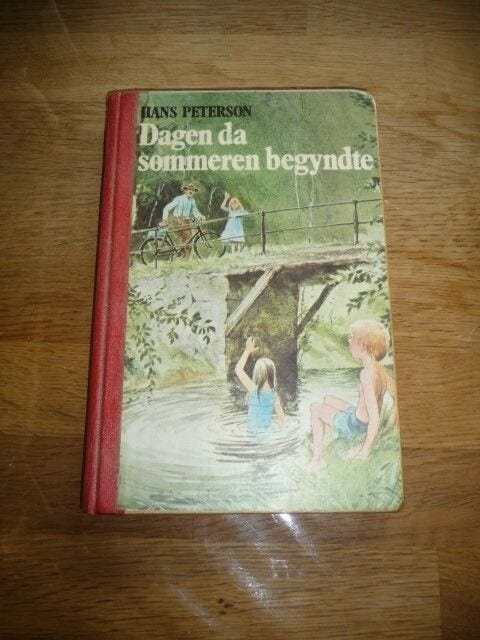 HANS PETERSON
Dagen da
sommeren begyndte